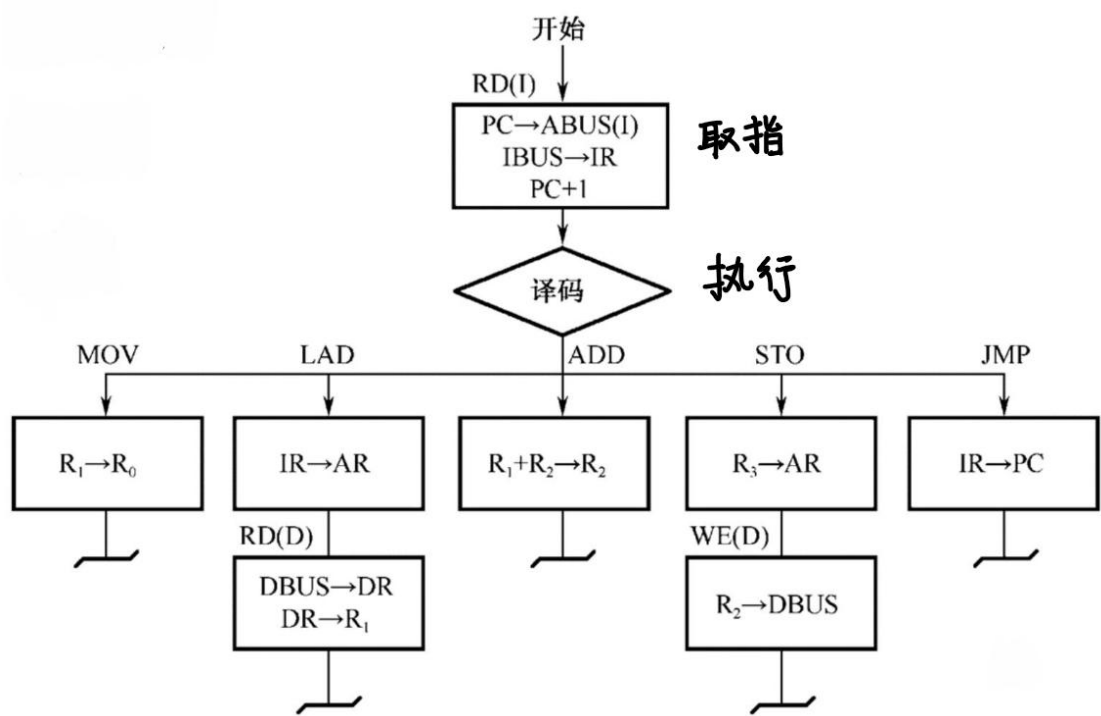 开始
RD(I)
PC→ABUS(I)
IBUS→IR
PC+1
取指
译码
执行
MOV
LAD
ADD
STO
JMP
R₁→R₀
IR→AR
R₁+R₂→R₂
R₃→AR
IR→PC
RD(D)
WE(D)
DBUS→DR
DR→R₁
R₂→DBUS